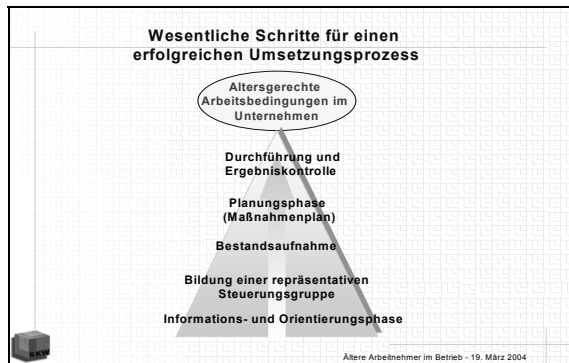 Wesentliche Schritte für einen
erfolgreichen Umsetzungsprozess
Altersgerechte
Arbeitsbedingungen im
Unternehmen
Durchführung und
Ergebniskontrolle
Planungsphase
(Maßnahmenplan)
Bestandsaufnahme
Bildung einer repräsentativen
Steuerungsgruppe
Informations- und Orientierungsphase
RKW
Ältere Arbeitnehmer im Betrieb - 19. März 2004